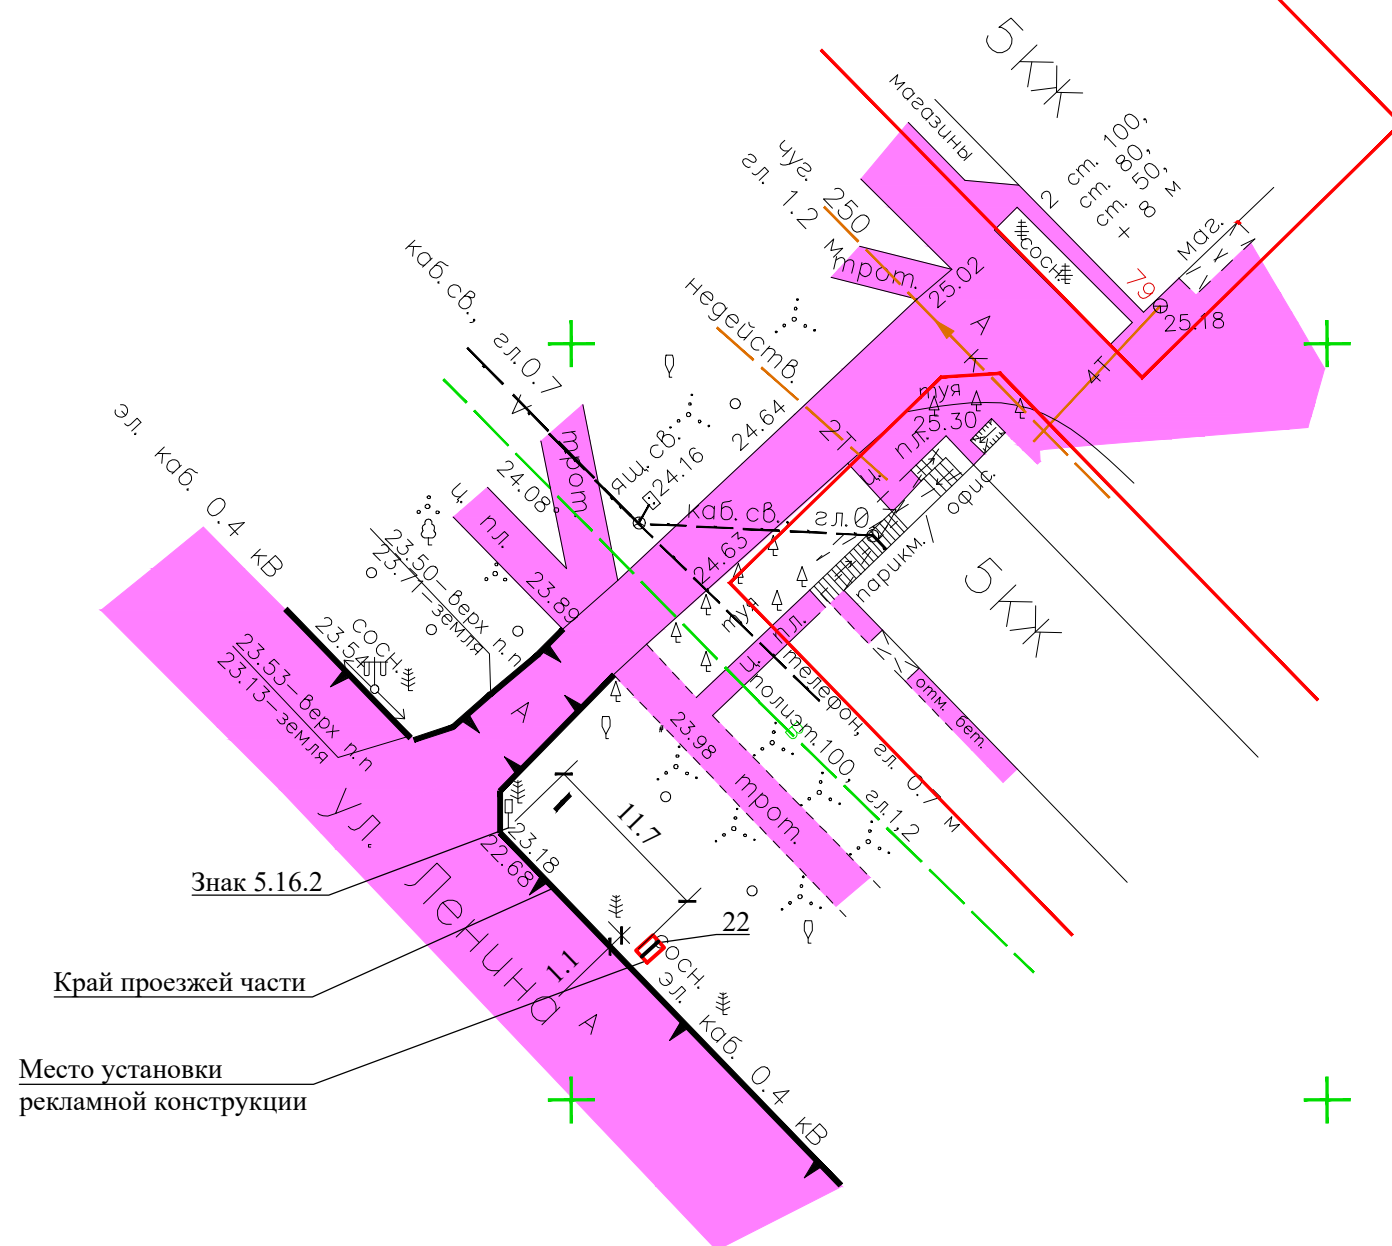 5КЖ
магазины
ст. 100,
ст. 80,
ст. 50,
+ 8 м
2
чуг. 250
гл. 1.2 м
маг.
сосн.
79
25.18
трот.
25.02
А
К
4Т
каб.св., гл.0.7
недейств.
2Т
туя
25.30
ц. пл.
офис
эл. каб. 0.4 кВ
трот
24.08
ящ. св.
24.16
24.64
каб. св.,
гл.0
24.63
парикм.
5КЖ
ц. пл.
23.89
23.50-верх п.п
23.71-земля
туя
ц. пл.
сосн.
23.54
23.53-верх п.п
23.13-земля
А
телефон, гл. 0.7 м
полиэт.100, гл.1,2
отм. бет.
23.98
трот.
ул. Ленина
11.7
23.18
22.68
Знак 5.16.2
22
1.1
сосн.
Край проезжей части
эл. каб. 0.4 кВ
А
Место установки
рекламной конструкции